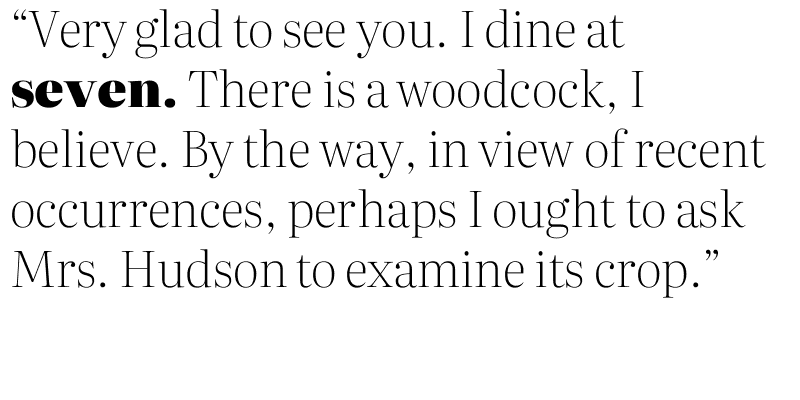 “Very glad to see you. I dine at
seven. There is a woodcock, I
believe. By the way, in view of recent
occurrences, perhaps I ought to ask
Mrs. Hudson to examine its crop.”